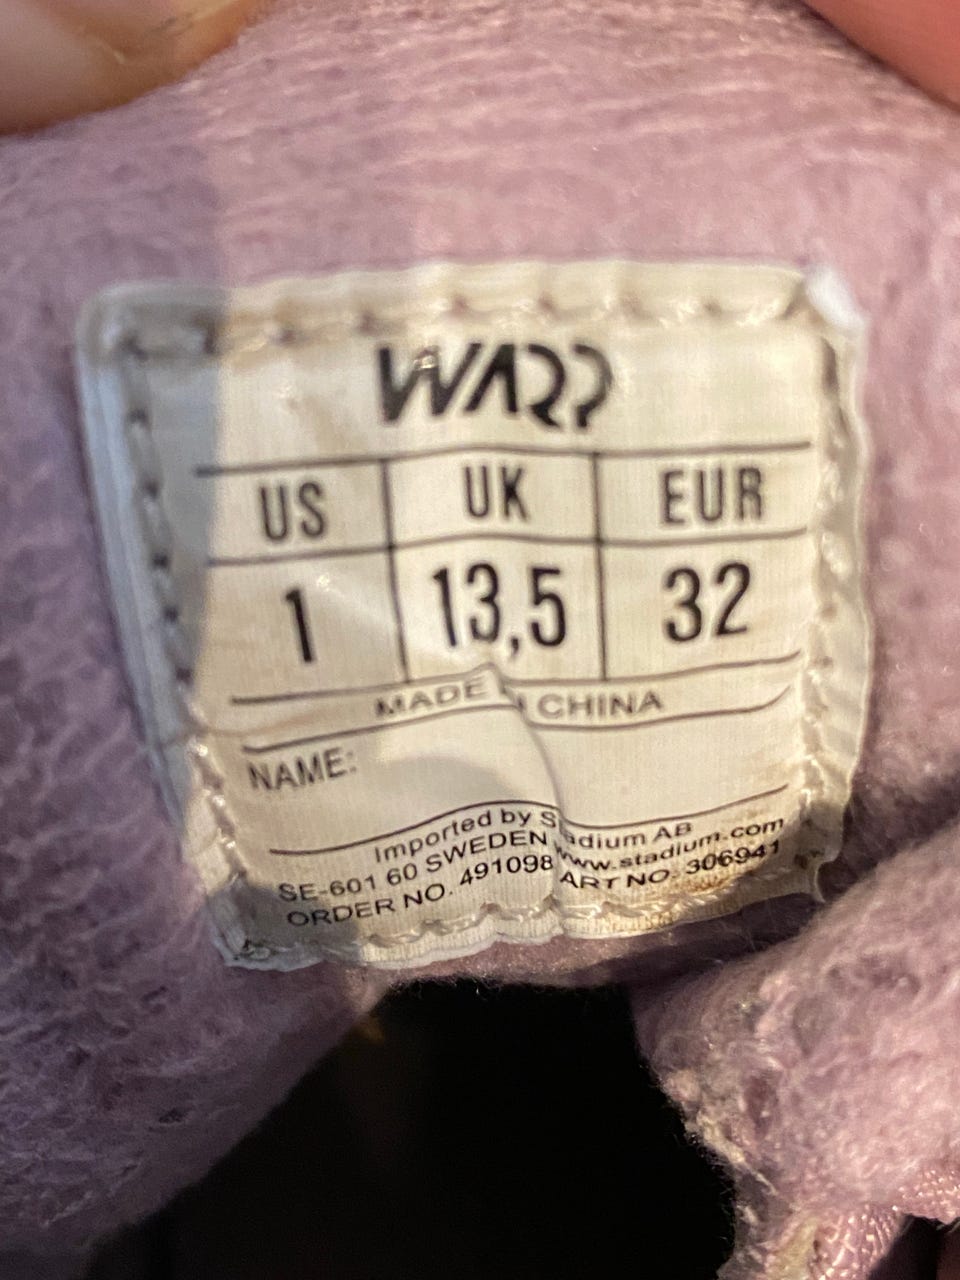 WARP
US UK EUR
1 13,5 32
MADE IN CHINA
NAME:
Imported by Stadium AB
SE-601 60 SWEDEN www.stadium.com
ORDER NO. 491098 ART NO. 306941